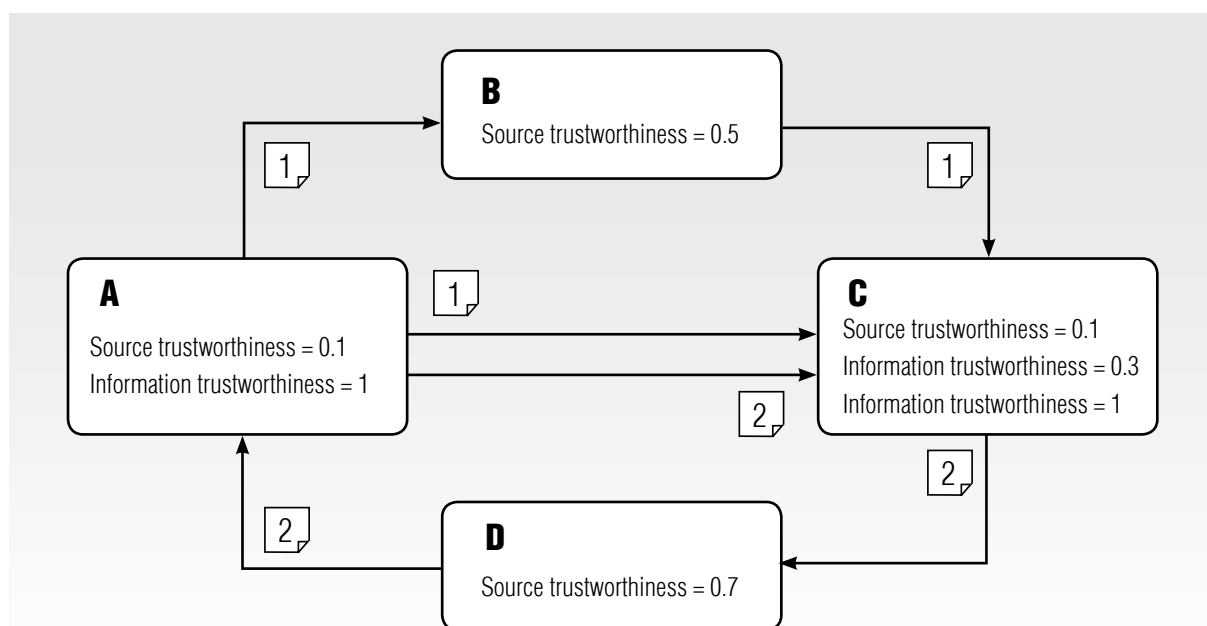 B
Source trustworthiness = 0.5
1
1
A
Source trustworthiness = 0.1
Information trustworthiness = 1
1
2
C
Source trustworthiness = 0.1
Information trustworthiness = 0.3
Information trustworthiness = 1
2
2
D
Source trustworthiness = 0.7